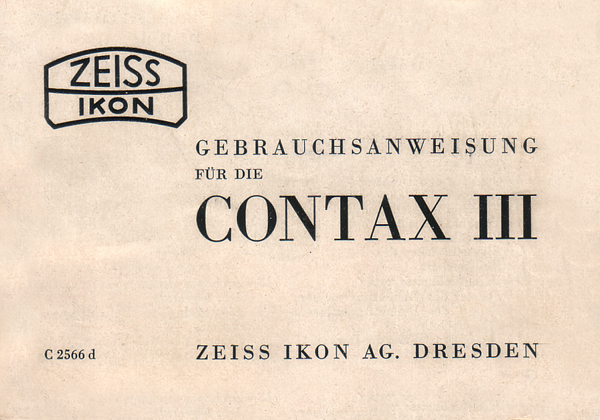 ZEISS
IKON
GEBRAUCHSANWEISUNG
FÜR DIE
CONTAX III
C 2566 d
ZEISS IKON AG. DRESDEN